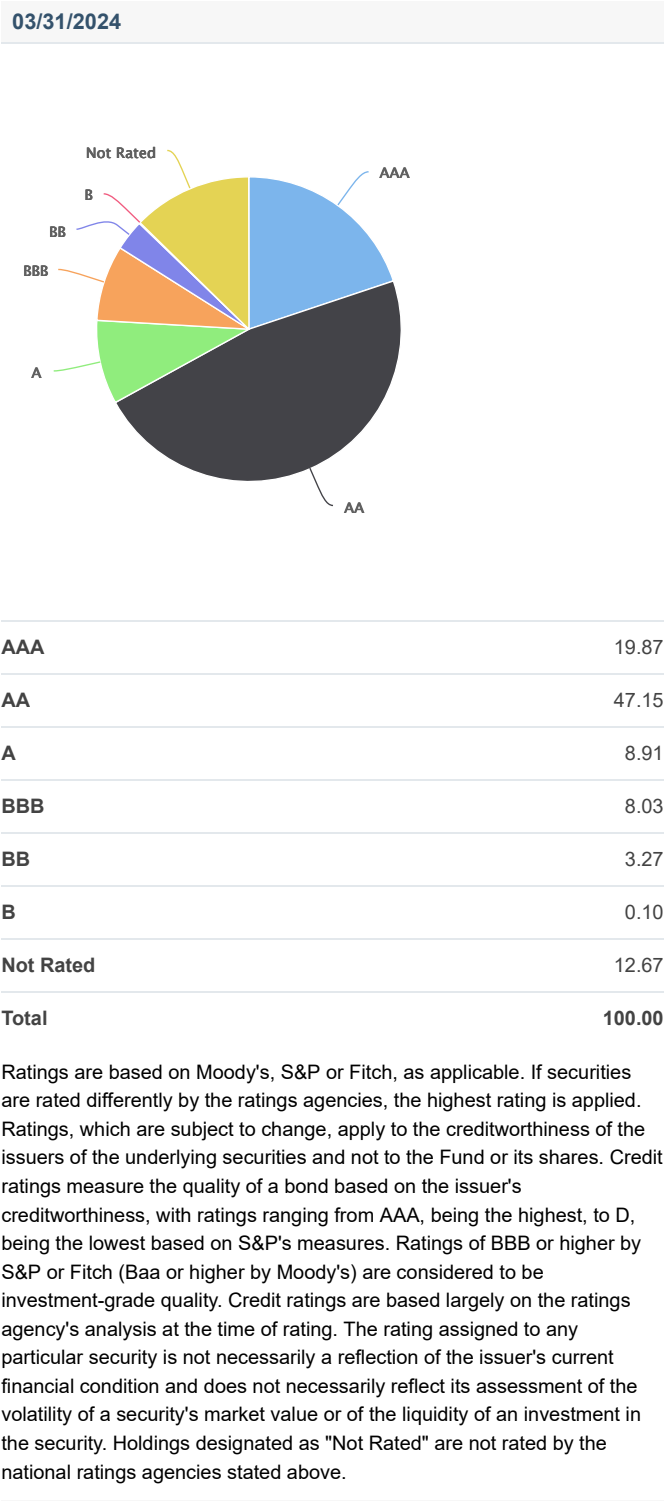 03/31/2024
Not Rated
AAA
B
BB
BBB
A
AA
AAA 19.87
AA 47.15
A 8.91
BBB 8.03
BB 3.27
B 0.10
Not Rated 12.67
Total 100.00
Ratings are based on Moody's, S&P or Fitch, as applicable. If securities
are rated differently by the ratings agencies, the highest rating is applied.
Ratings, which are subject to change, apply to the creditworthiness of the
issuers of the underlying securities and not to the Fund or its shares. Credit
ratings measure the quality of a bond based on the issuer's
creditworthiness, with ratings ranging from AAA, being the highest, to D,
being the lowest based on S&P's measures. Ratings of BBB or higher by
S&P or Fitch (Baa or higher by Moody's) are considered to be
investment-grade quality. Credit ratings are based largely on the ratings
agency's analysis at the time of rating. The rating assigned to any
particular security is not necessarily a reflection of the issuer's current
financial condition and does not necessarily reflect its assessment of the
volatility of a security's market value or of the liquidity of an investment in
the security. Holdings designated as "Not Rated" are not rated by the
national ratings agencies stated above.